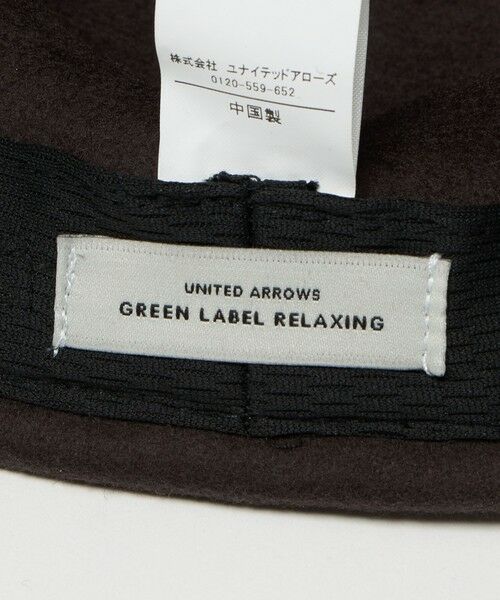 株式会社 ユナイテッドアローズ
0120-559-652
中国製
UNITED ARROWS
GREEN LABEL RELAXING